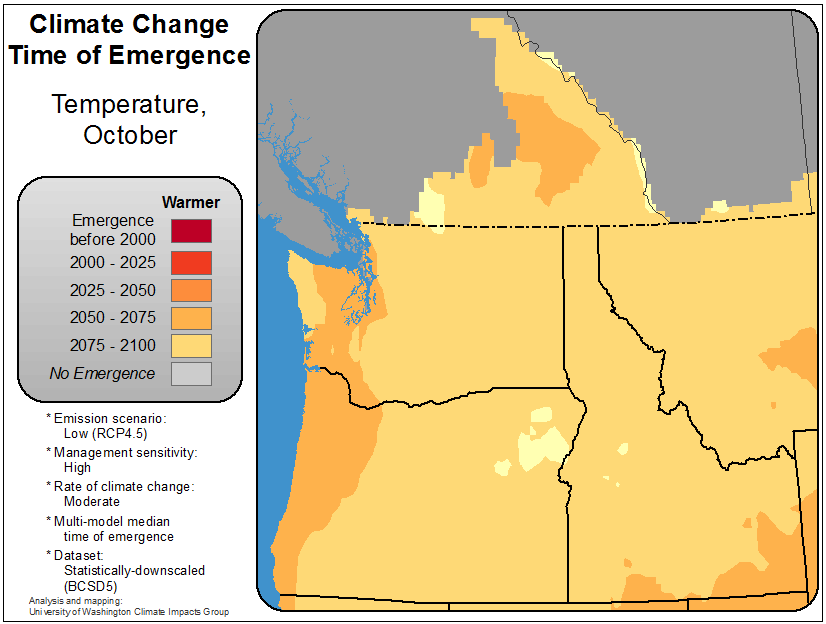 Climate Change
Time of Emergence
Temperature,
October
Warmer
Emergence
before 2000
2000 - 2025
2025 - 2050
2050 - 2075
2075 - 2100
No Emergence
* Emission scenario:
Low (RCP4.5)
* Management sensitivity:
High
* Rate of climate change:
Moderate
* Multi-model median
time of emergence
* Dataset:
Statistically-downscaled
(BCSD5)
Analysis and mapping:
University of Washington Climate Impacts Group